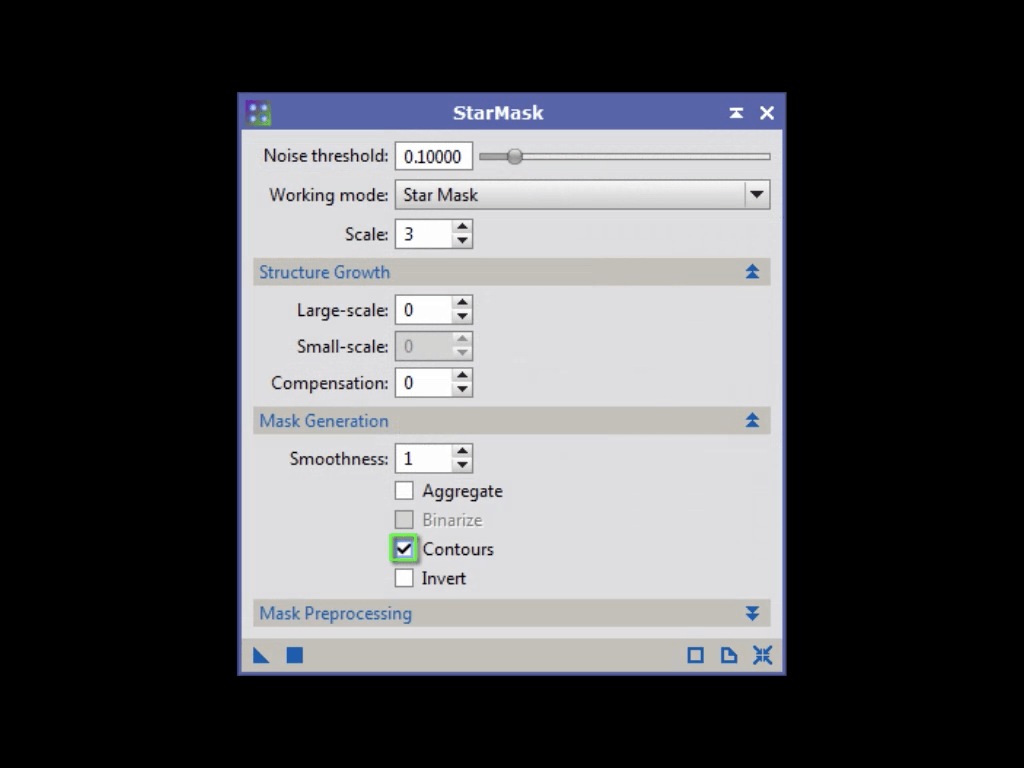 StarMask
Noise threshold: 0.10000
Working mode: Star Mask
Scale: 3
Structure Growth
Large-scale: 0
Small-scale: 0
Compensation: 0
Mask Generation
Smoothness: 1
Aggregate
Binarize
Contours
Invert
Mask Preprocessing